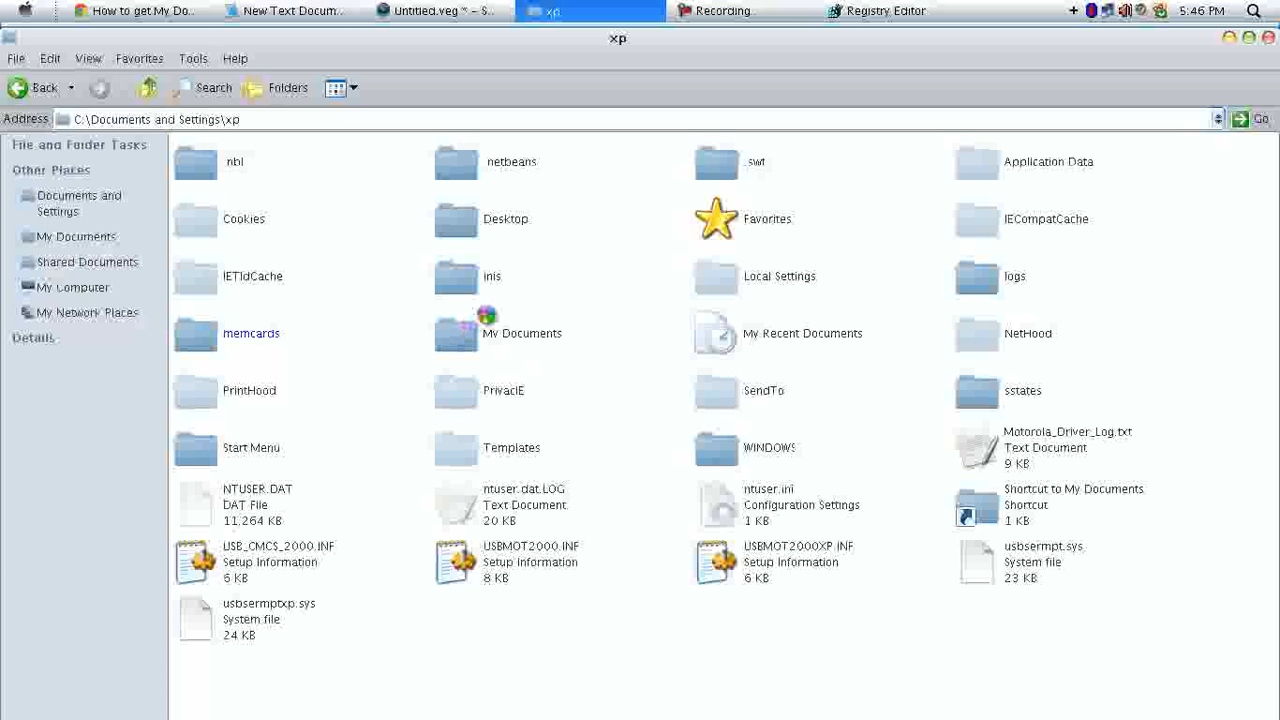 How to get My Do...
New Text Docum...
Untitled.veg * - S...
xp
Recording
Registry Editor
5:46 PM
xp
File Edit View Favorites Tools Help
Back
Search
Folders
Address
C:\Documents and Settings\xp
Go
File and Folder Tasks
Other Places
Documents and
Settings
My Documents
Shared Documents
My Computer
My Network Places
Details
.nbi
.netbeans
.swt
Application Data
Cookies
Desktop
Favorites
IECompatCache
IETldCache
inis
Local Settings
logs
memcards
My Documents
My Recent Documents
NetHood
PrintHood
PrivacIE
SendTo
sstates
Start Menu
Templates
WINDOWS
Motorola_Driver_Log.txt
Text Document
9 KB
NTUSER.DAT
DAT File
11.264 KB
ntuser.dat.LOG
Text Document
20 KB
ntuser.ini
Configuration Settings
1 KB
Shortcut to My Documents
Shortcut
1 KB
USB_CMCS_2000.INF
Setup Information
6 KB
USBMOT2000.INF
Setup Information
8 KB
USBMOT2000XP.INF
Setup Information
6 KB
usbsermpt.sys
System file
23 KB
usbsermptxp.sys
System file
24 KB